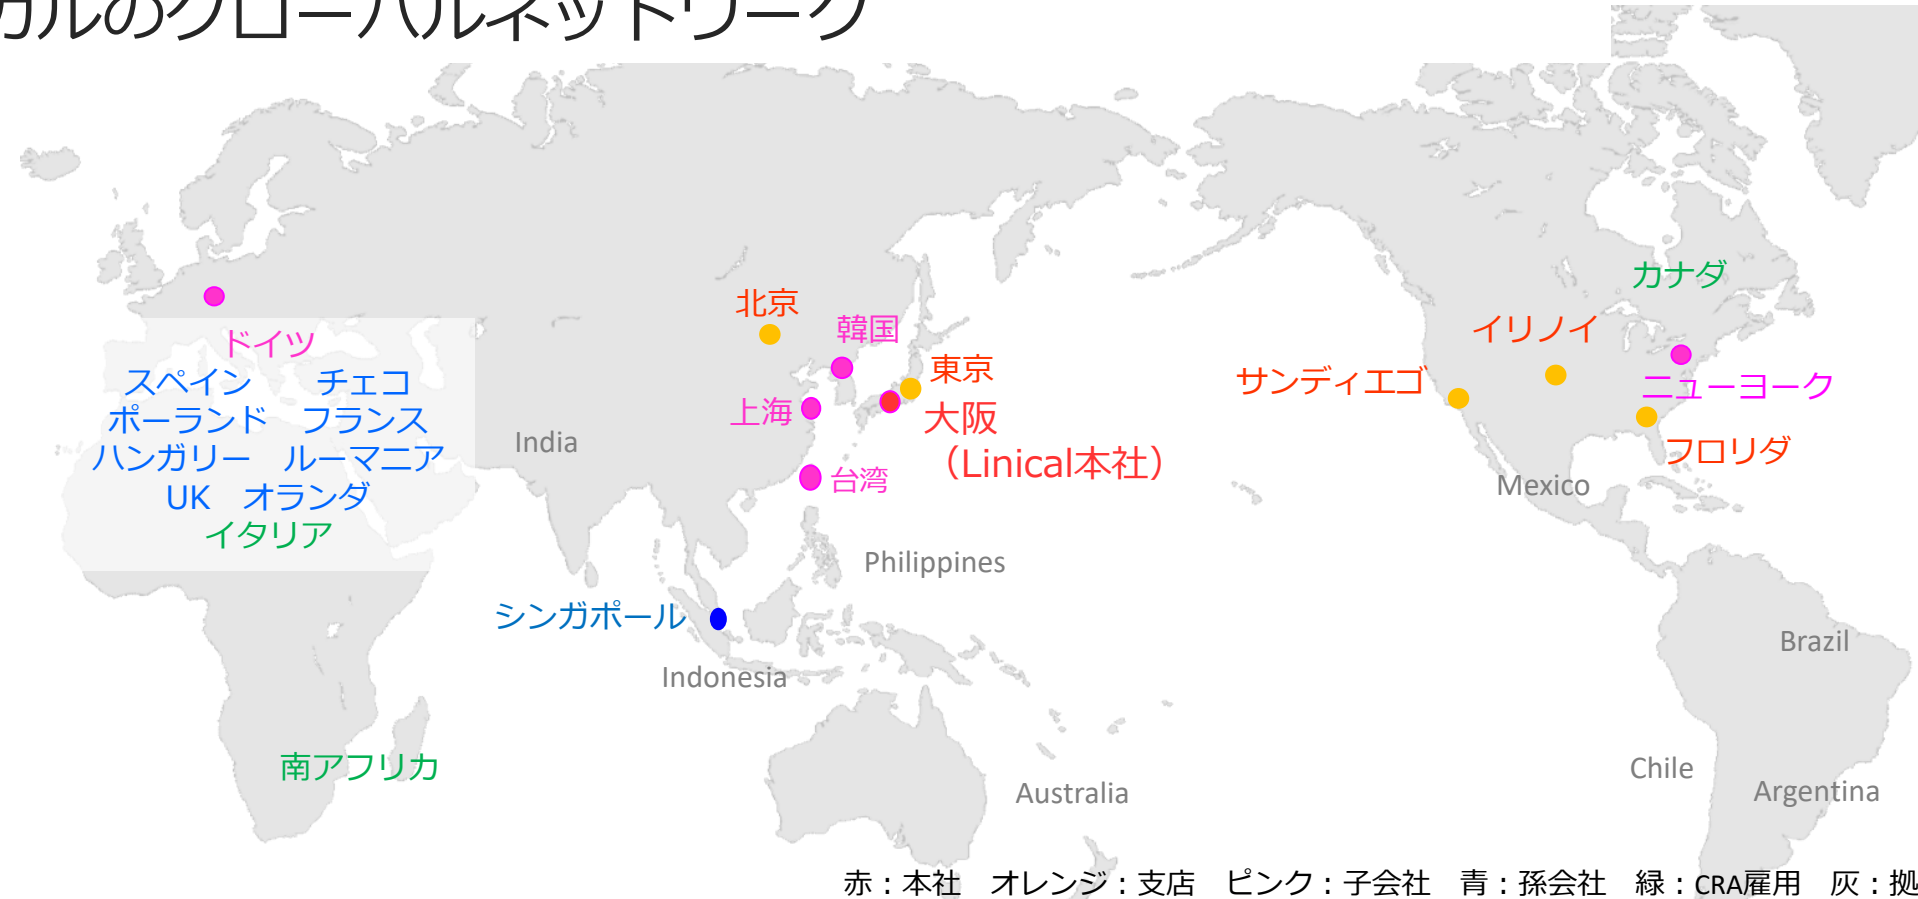 カルのグローバルネットワーク
カナダ
北京
韓国
イリノイ
ドイツ
東京
サンディエゴ
ニューヨーク
スペイン チェコ
上海
大阪
ポーランド フランス
India
(Linical本社)
フロリダ
ハンガリー ルーマニア
台湾
Mexico
UK オランダ
イタリア
Philippines
シンガポール
Brazil
Indonesia
南アフリカ
Chile
Australia
Argentina
赤：本社 オレンジ：支店 ピンク：子会社 青：孫会社 緑：CRA雇用 灰：拠